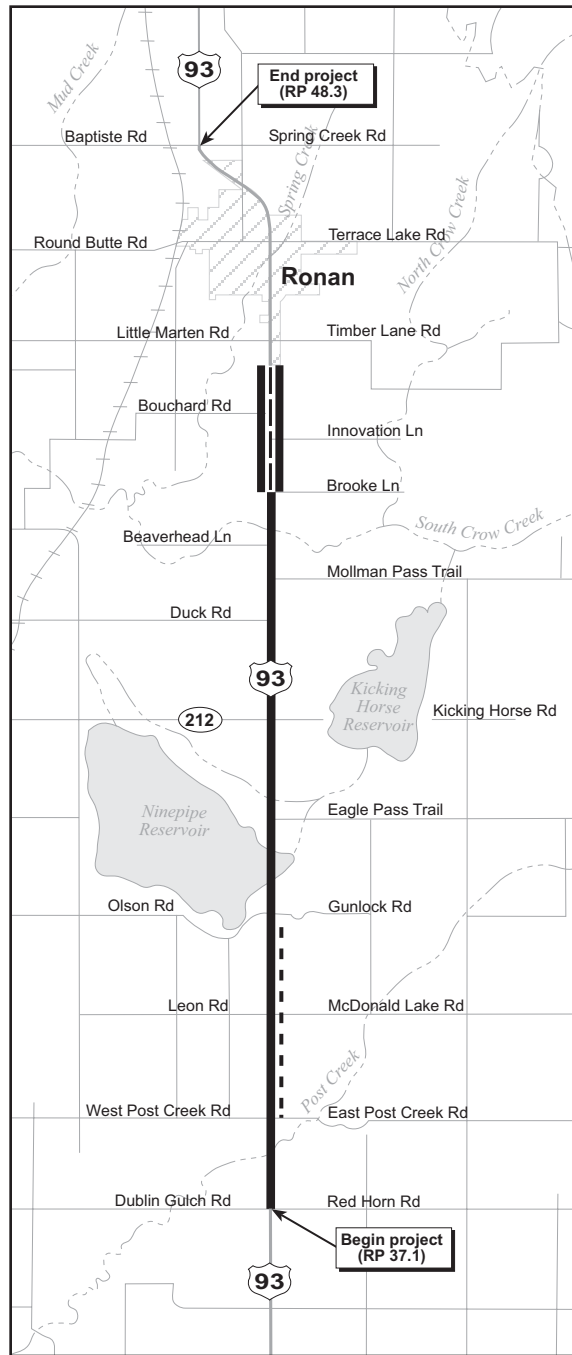 93
End project
(RP 48.3)
Mud Creek
Baptiste Rd
Spring Creek Rd
Spring Creek
North Crow Creek
Round Butte Rd
Terrace Lake Rd
Ronan
Little Marten Rd
Timber Lane Rd
Bouchard Rd
Innovation Ln
Brooke Ln
South Crow Creek
Beaverhead Ln
Mollman Pass Trail
Duck Rd
93
Kicking
Horse
Reservoir
212
Kicking Horse Rd
Ninepipe
Reservoir
Eagle Pass Trail
Olson Rd
Gunlock Rd
Leon Rd
McDonald Lake Rd
Post Creek
West Post Creek Rd
East Post Creek Rd
Dublin Gulch Rd
Red Horn Rd
Begin project
(RP 37.1)
93